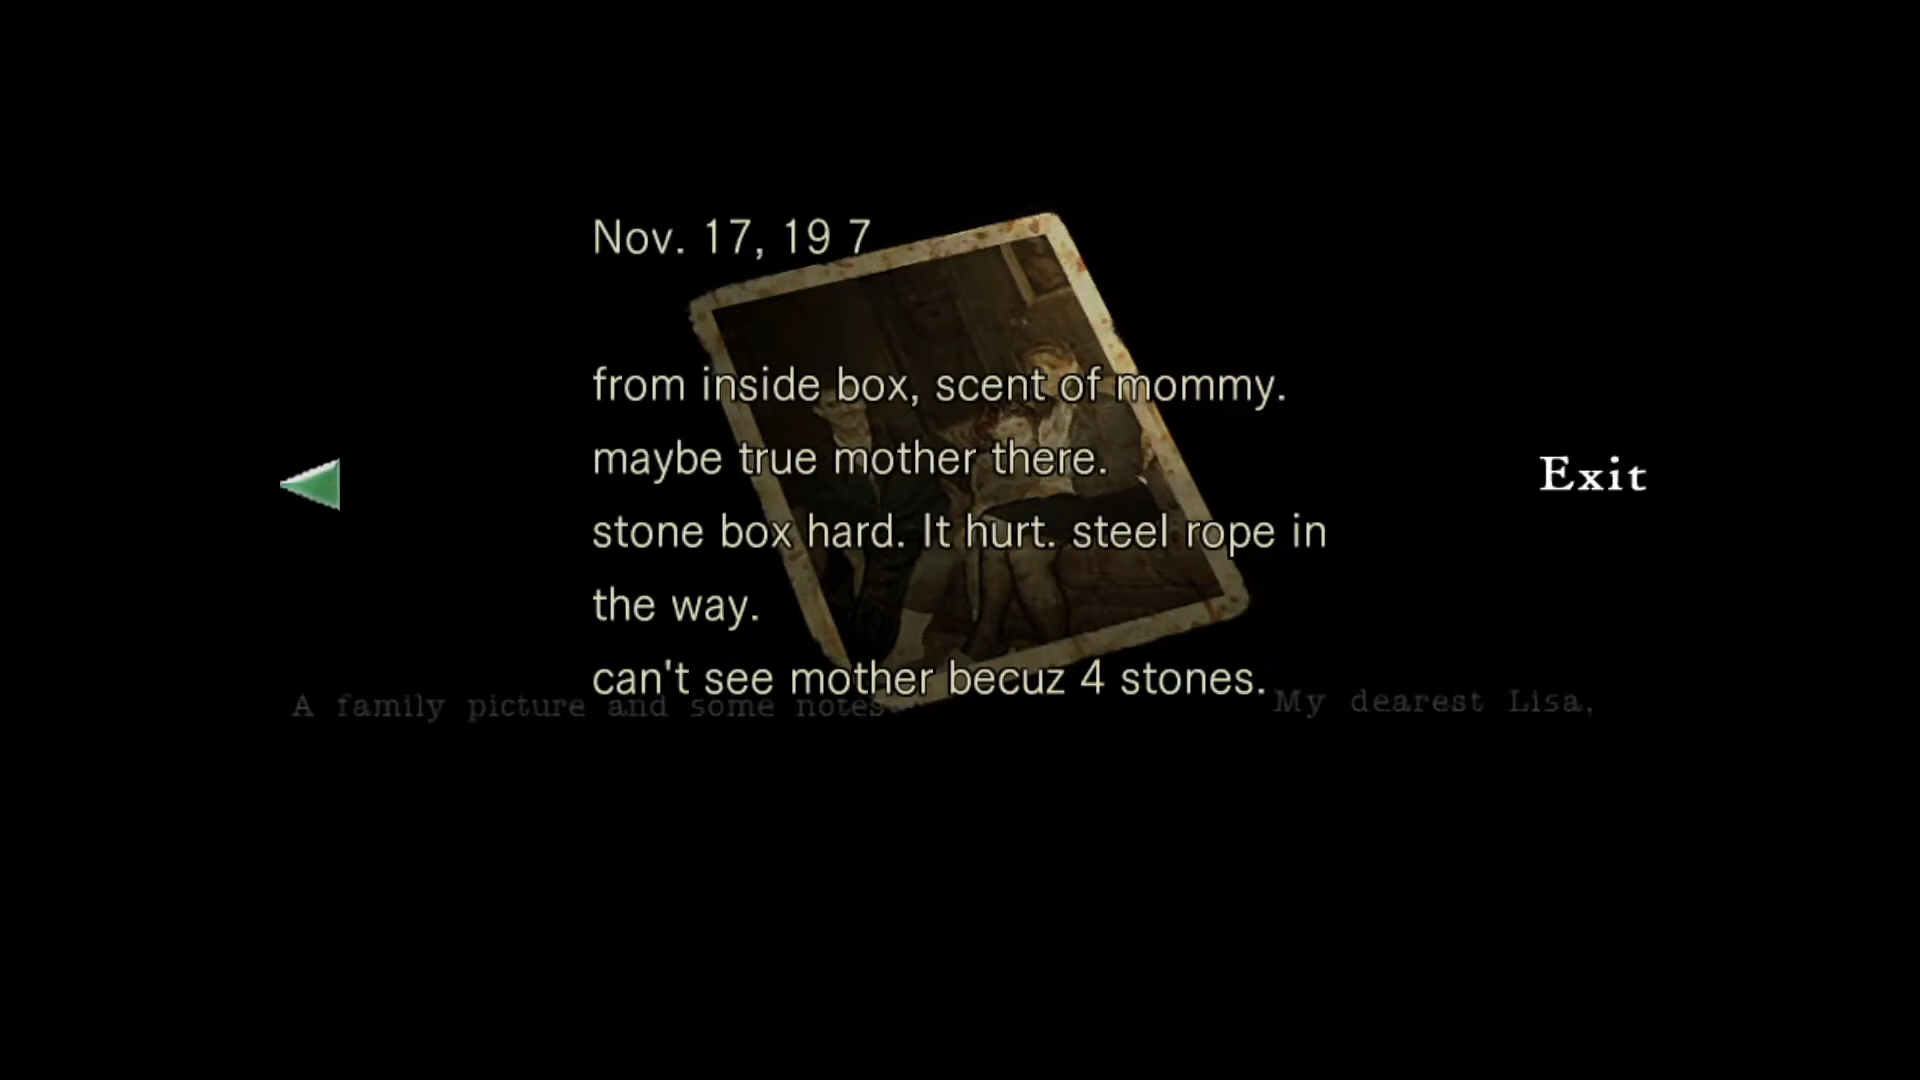 Nov. 17, 19 7
from inside box, scent of mommy.
maybe true mother there.
stone box hard. It hurt. steel rope in
the way.
can't see mother becuz 4 stones.
Exit
A family picture and some notes
My dearest Lisa,